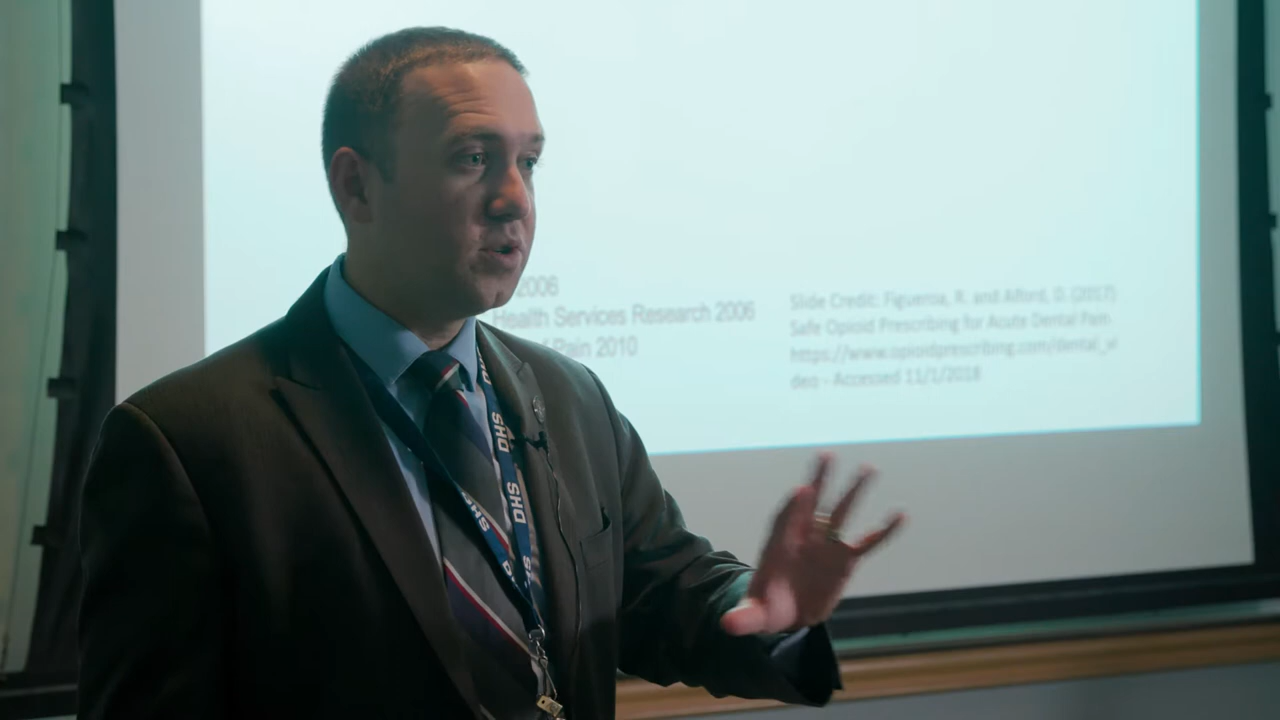 2006
Health Services Research 2006
Pain 2010
Slide Credit: Figueroa, R. and Alford, D. (2017)
Safe Opioid Prescribing for Acute Dental Pain.
https://www.opioidprescribing.com/dental_vi
deo - Accessed 11/1/2018
DHS
DHS
DHS